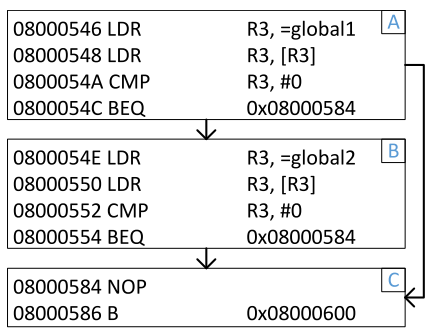 08000546 LDR R3, =global1 A
08000548 LDR R3, [R3]
0800054A CMP R3, #0
0800054C BEQ 0x08000584
0800054E LDR R3, =global2 B
08000550 LDR R3, [R3]
08000552 CMP R3, #0
08000554 BEQ 0x08000584
08000584 NOP C
08000586 B 0x08000600